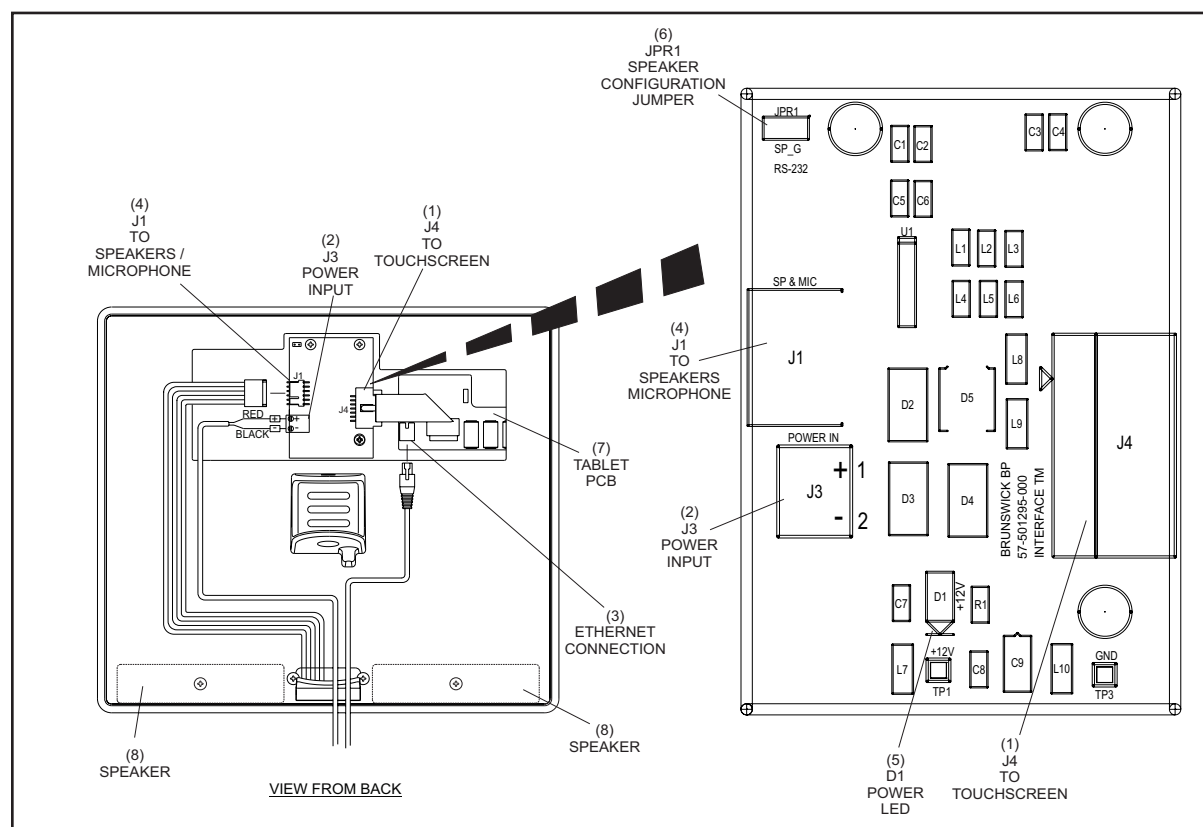 (6)
JPR1
SPEAKER
CONFIGURATION
JUMPER
JPR1
SP_G
RS-232
C1
C2
C3
C4
C5
C6
U1
L1
L2
L3
L4
L5
L6
SP & MIC
J1
(4)
J1
TO
SPEAKERS
MICROPHONE
L8
D2
D5
L9
J4
POWER IN
J3
+ 1
- 2
D3
D4
BRUNSWICK BP
57-501295-000
INTERFACE TM
(2)
J3
POWER
INPUT
C7
D1
+12V
R1
L7
+12V
TP1
C8
C9
L10
GND
TP3
(5)
D1
POWER
LED
(1)
J4
TO
TOUCHSCREEN
(4)
J1
TO
SPEAKERS /
MICROPHONE
(2)
J3
POWER
INPUT
(1)
J4
TO
TOUCHSCREEN
J1
J4
RED
+
+
BLACK
-
-
(7)
TABLET
PCB
(3)
ETHERNET
CONNECTION
(8)
SPEAKER
(8)
SPEAKER
VIEW FROM BACK